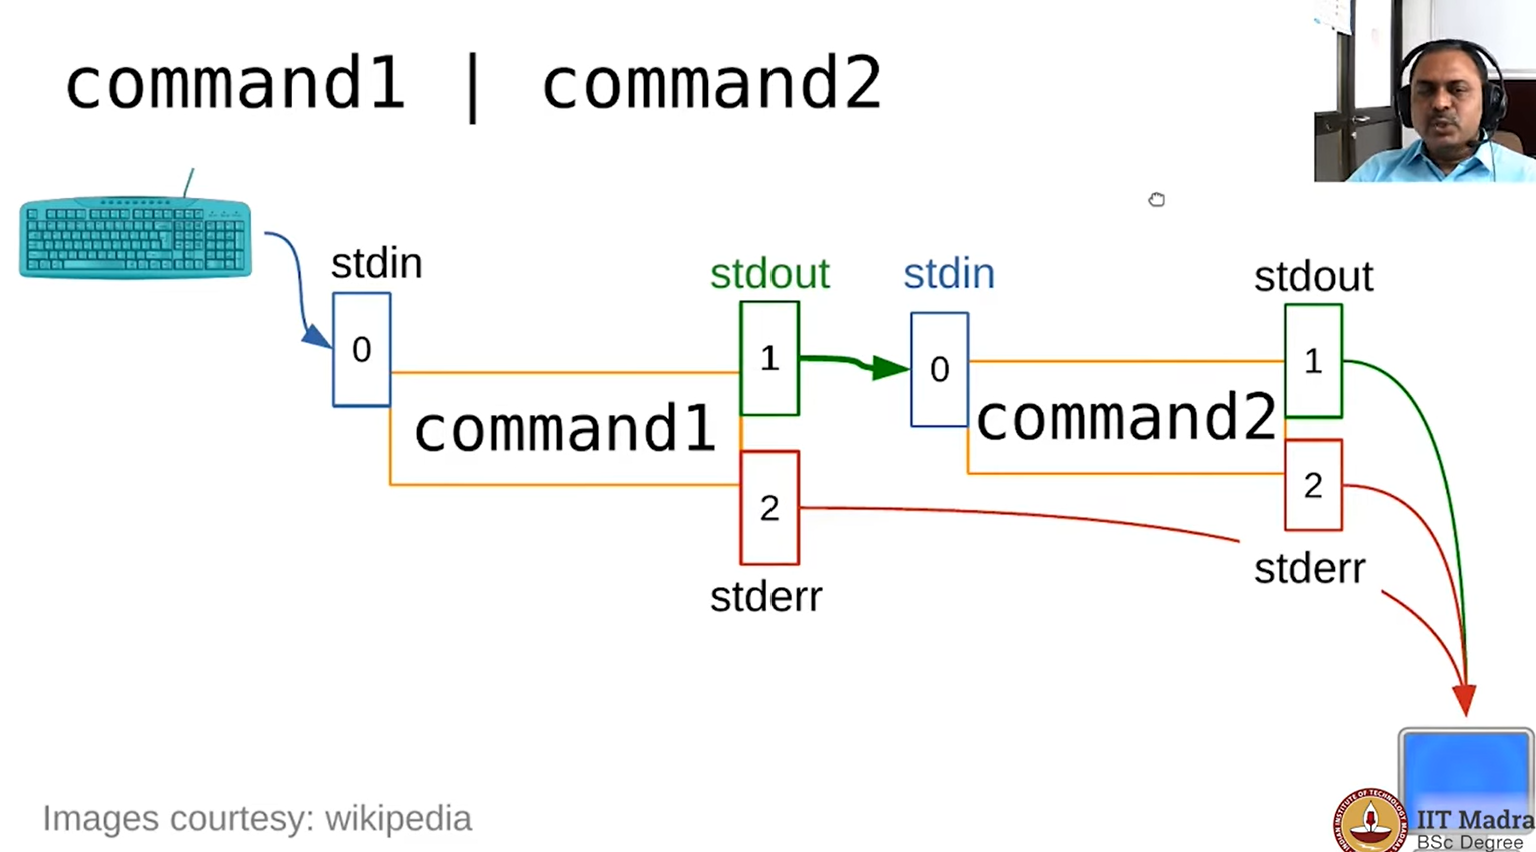 command1 | command2
stdin
stdout
stdin
stdout
0
1
0
1
command1
command2
2
2
stderr
stderr
Images courtesy: wikipedia
IIT Madra
BSc Degree